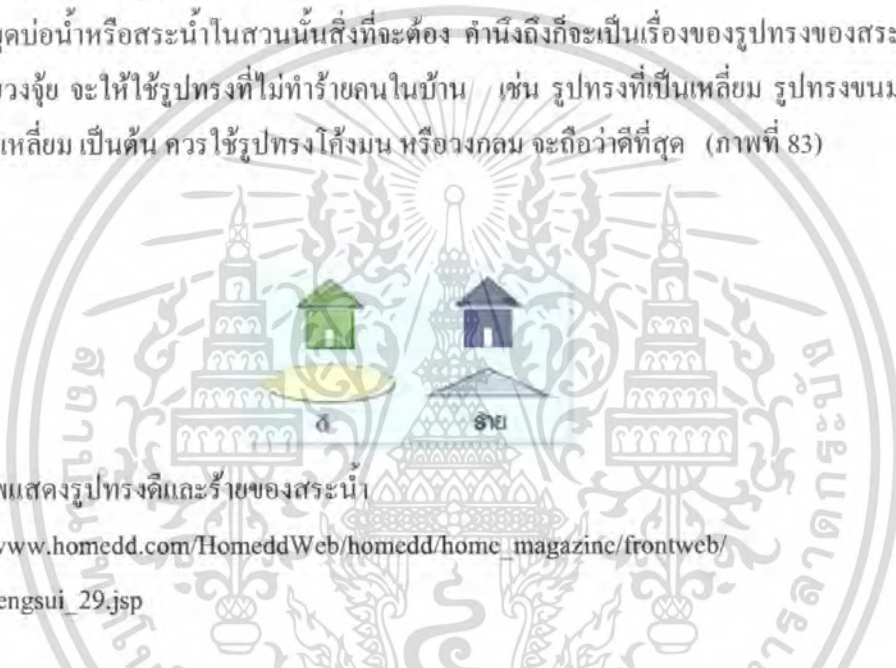 ขุดบ่อน้ำหรือสระน้ำในสวนนั้นสิ่งที่จะต้อง คำนึงถึงก็จะเป็นเรื่องของรูปทรงของสระ
วงจุ้ย จะให้ใช้รูปทรงที่ไม่ทำร้ายคนในบ้าน เช่น รูปทรงที่เป็นเหลี่ยม รูปทรงขนม
เหลี่ยม เป็นต้น ควรใช้รูปทรงโค้งมน หรือวงกลม จะถือว่าดีที่สุด (ภาพที่ 83)
ดี ร้าย
พแสดงรูปทรงดีและร้ายของสระน้ำ
www.homedd.com/HomeddWeb/homedd/home_magazine/frontweb/
engsui_29.jsp